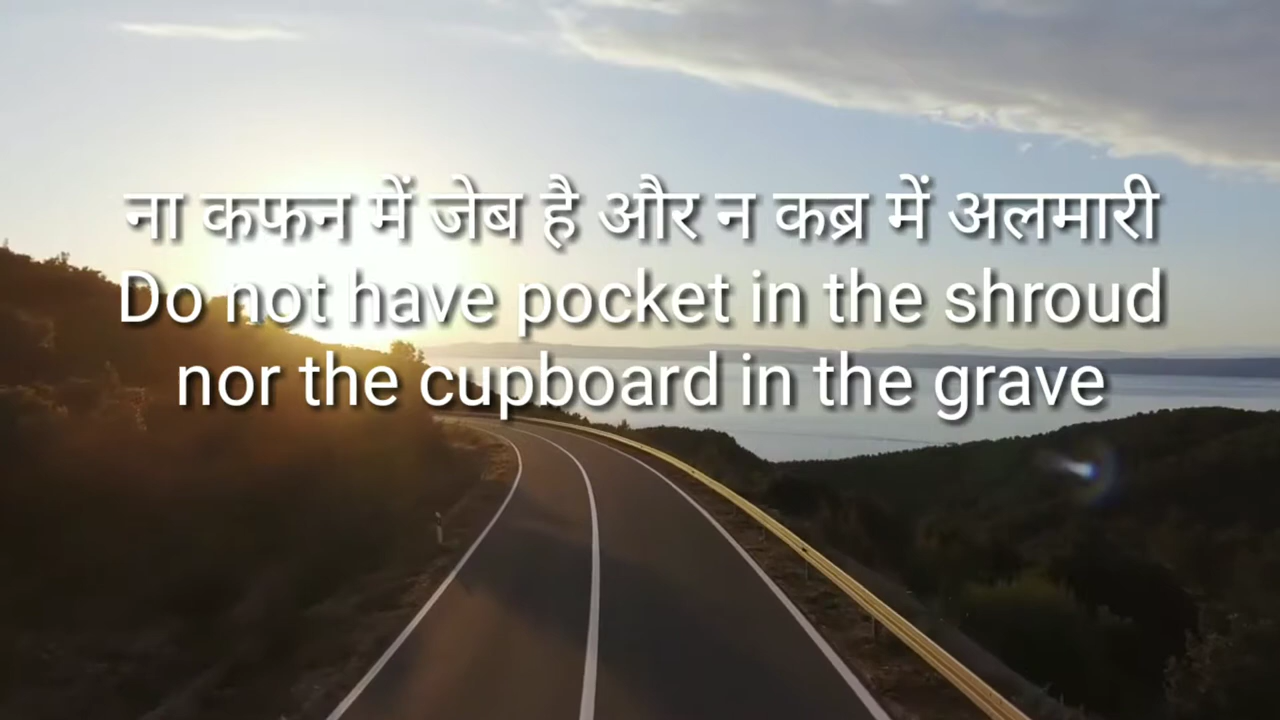 ना कफन में जेब है और न कब्र में अलमारी
Do not have pocket in the shroud
nor the cupboard in the grave